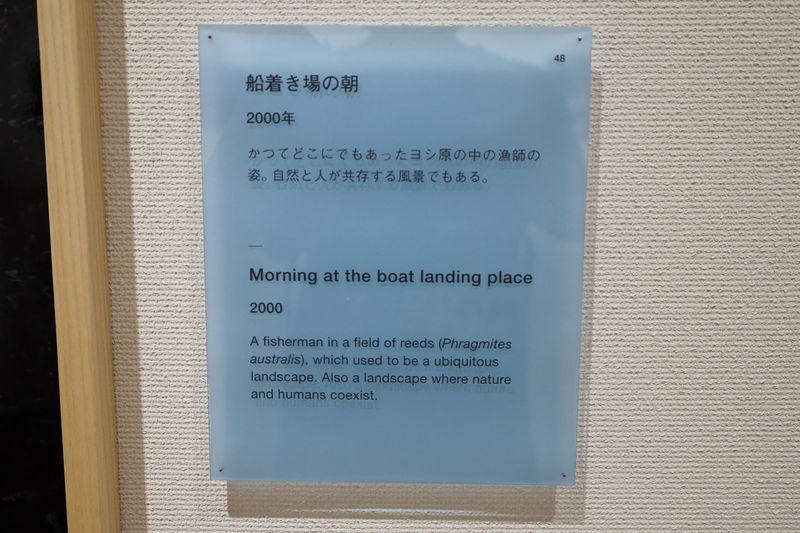 48
船着き場の朝
2000年
かつてどこにでもあったヨシ原の中の漁師の
姿。自然と人が共存する風景でもある。
—
Morning at the boat landing place
2000
A fisherman in a field of reeds (Phragmites
australis), which used to be a ubiquitous
landscape. Also a landscape where nature
and humans coexist.